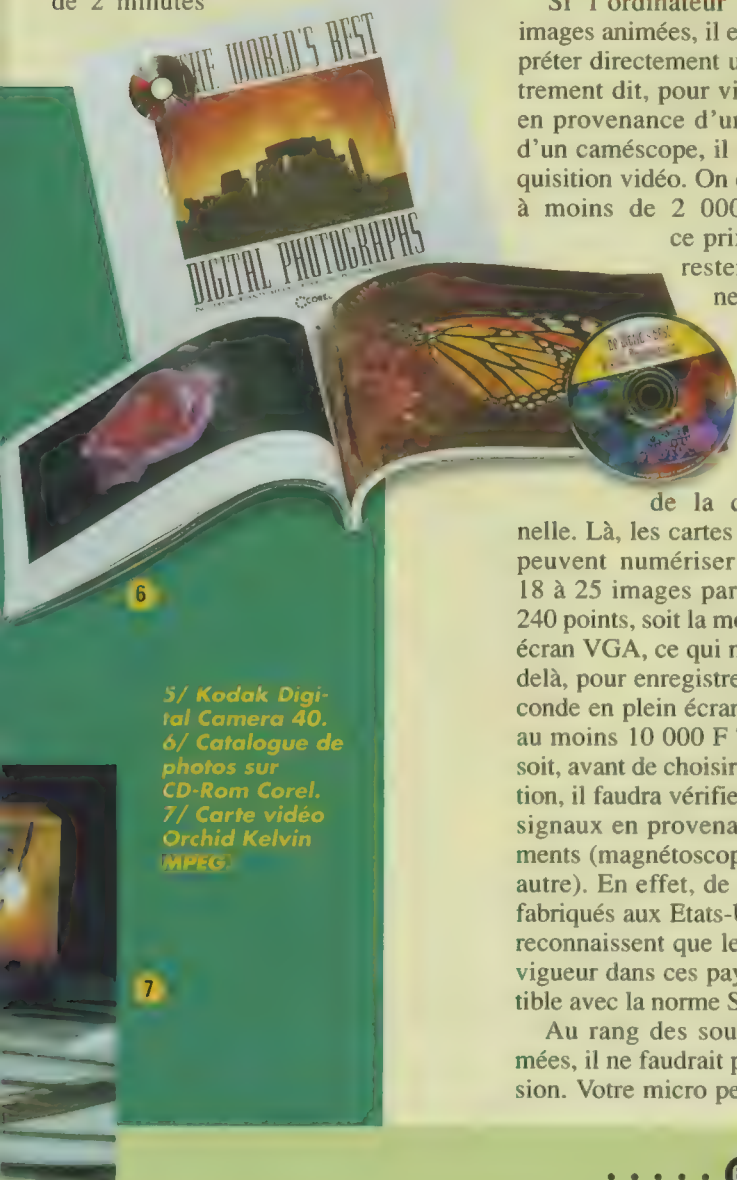 de 2 minutes
THE WORLD'S BEST
DIGITAL PHOTOGRAPHS
COREL
6
5/ Kodak Digi-
tal Camera 40.
6/ Catalogue de
photos sur
CD-Rom Corel.
7/ Carte vidéo
Orchid Kelvin
MPEG.
7
Si l'ordinateur
images animées, il e
préter directement u
trement dit, pour vi
en provenance d'un
d'un caméscope, il
quisition vidéo. On
à moins de 2 000
ce prix
rester
ne
de la c
nelle. Là, les cartes
peuvent numériser
18 à 25 images par
240 points, soit la mo
écran VGA, ce qui n
delà, pour enregistre
conde en plein écran
au moins 10 000 F
soit, avant de choisir
tion, il faudra vérifie
signaux en provena
ments (magnétoscop
autre). En effet, de
fabriqués aux Etats-U
reconnaissent que le
vigueur dans ces pay
tible avec la norme S
Au rang des sou
mées, il ne faudrait p
sion. Votre micro pe